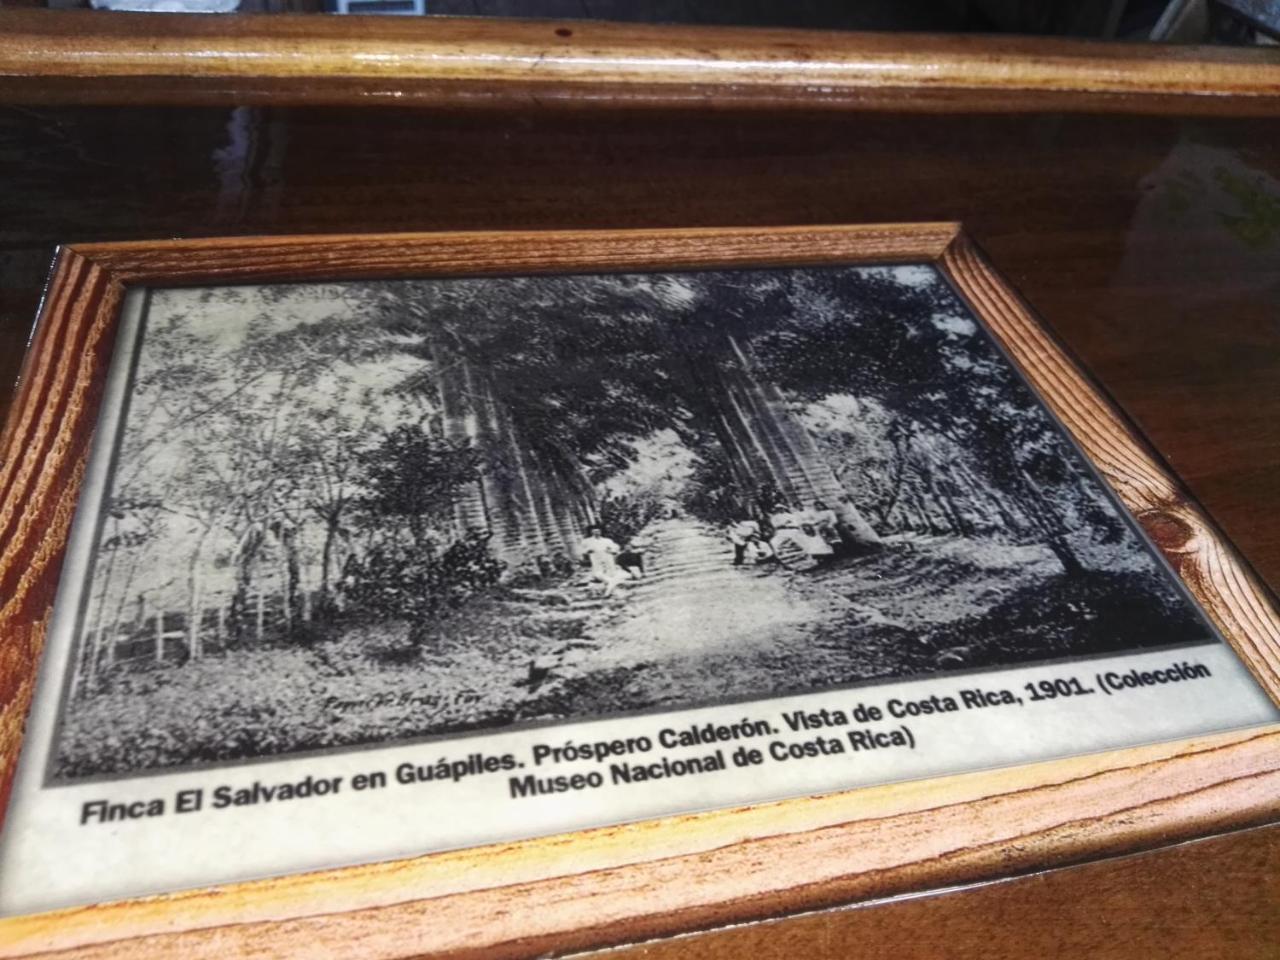 Finca El Salvador en Guápiles. Próspero Calderón. Vista de Costa Rica, 1901. (Colección
Museo Nacional de Costa Rica)